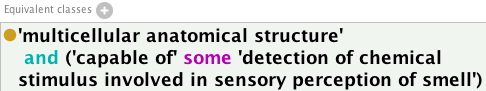 Equivalent classes
'multicellular anatomical structure'
and ('capable of' some 'detection of chemical
stimulus involved in sensory perception of smell')